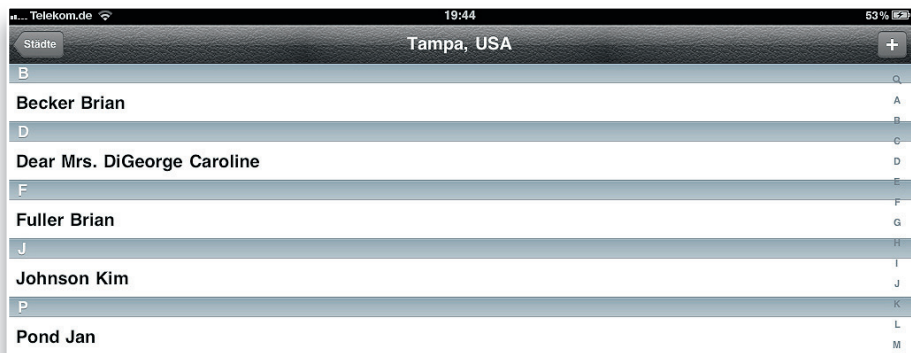 ... Telekom.de 19:44 53%
Städte Tampa, USA +
B
Becker Brian
D
Dear Mrs. DiGeorge Caroline
F
Fuller Brian
J
Johnson Kim
P
Pond Jan
A
B
C
D
E
F
G
H
I
J
K
L
M